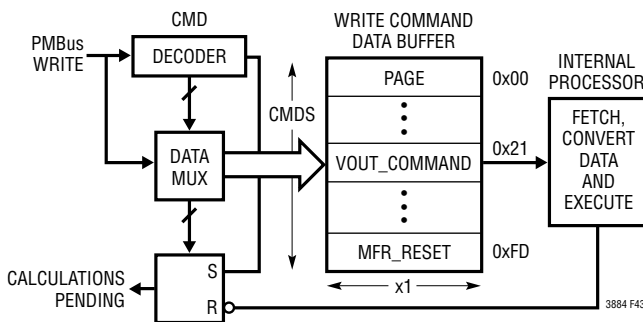 CMD
PMBus
WRITE
DECODER
DATA
MUX
S
R
CALCULATIONS
PENDING
CMDS
WRITE COMMAND
DATA BUFFER
PAGE
0x00
VOUT_COMMAND
0x21
MFR_RESET
0xFD
x1
INTERNAL
PROCESSOR
FETCH,
CONVERT
DATA
AND
EXECUTE
3884 F43